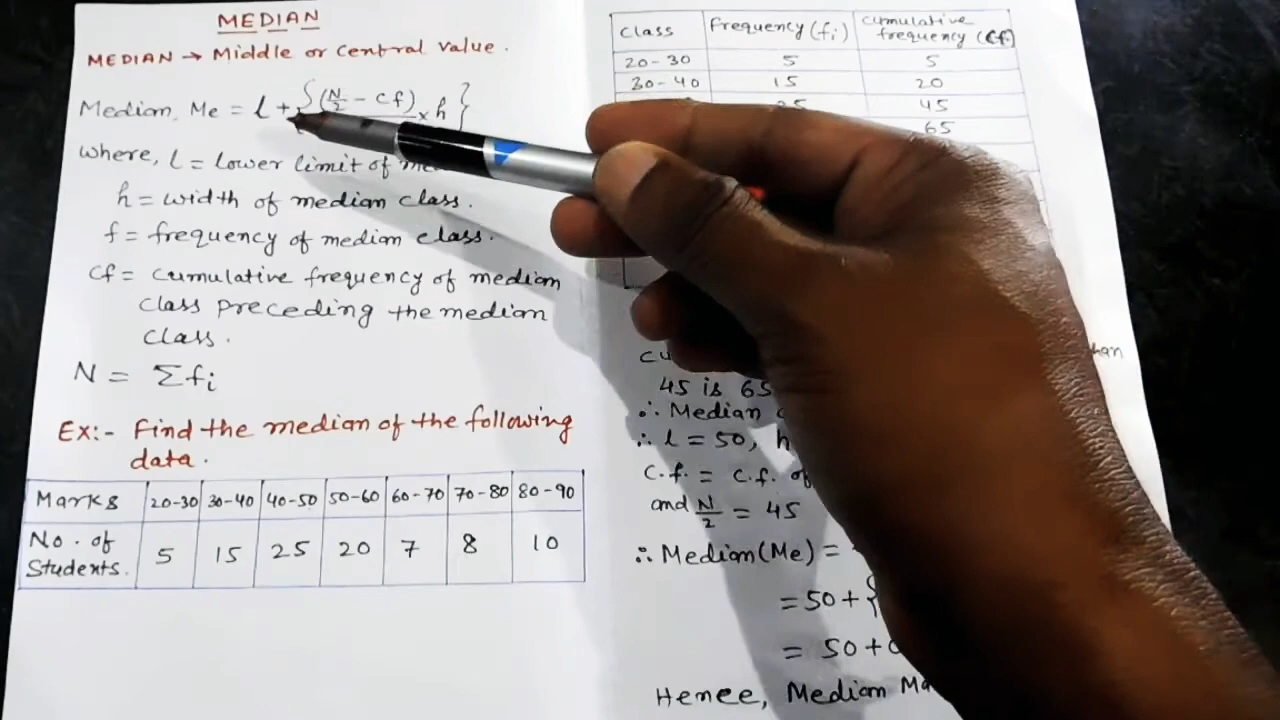 MEDIAN
MEDIAN → Middle or Central value.
Median, Me = l + {(N/2 - cf) × h}
where, l = lower limit of
h = width of median class.
f = frequency of median class.
Cf = cumulative frequency of median
class preceding the median
class.
N = Σfi
Ex:- Find the median of the following
data.
Marks 20-30 30-40 40-50 50-60 60-70 70-80 80-90
No. of
Students. 5 15 25 20 7 8 10
Class Frequency (fi) Cumulative
frequency (Cf)
20-30 5 5
30-40 15 20
25 45
65
45 is 65
∴ Median
∴ l = 50, h
C.f. = c.f. of
and N/2 = 45
∴ Median(Me) =
= 50 + {
= 50 + 0
Hence, Median